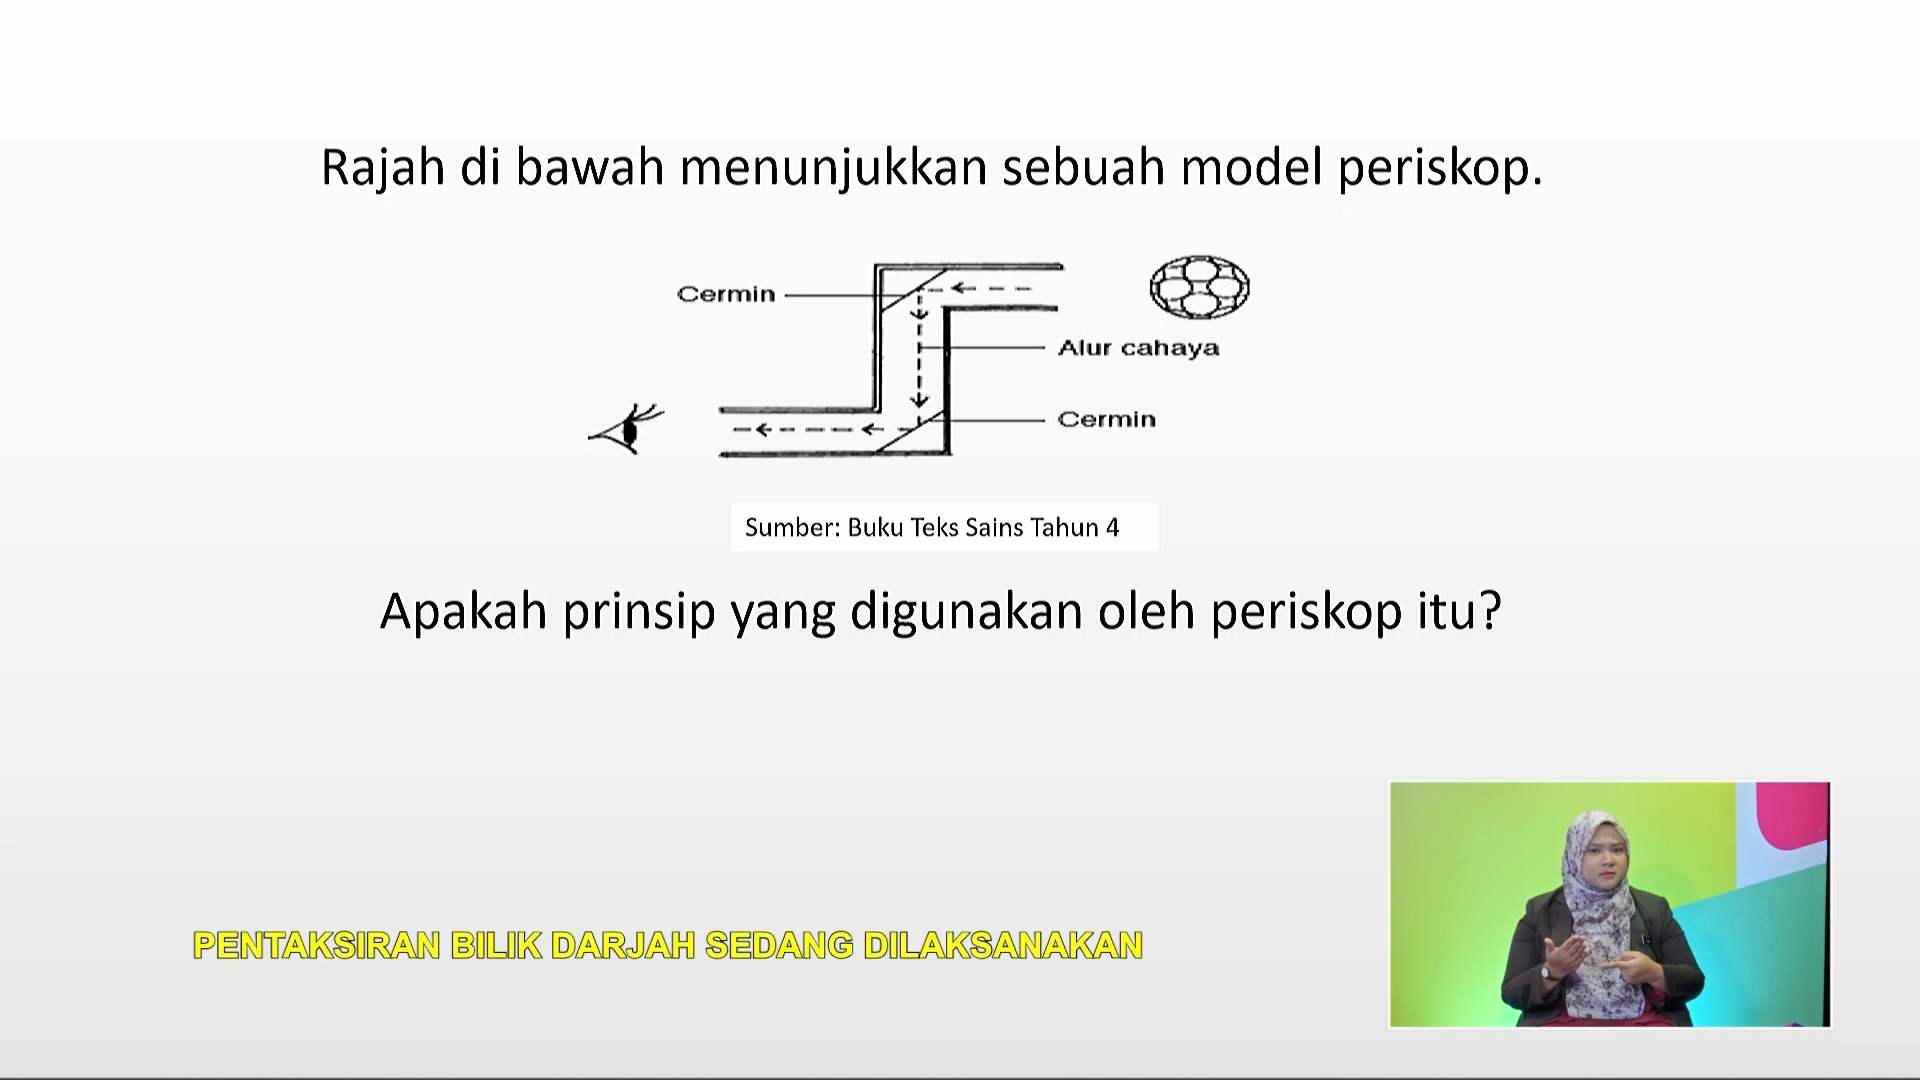 Rajah di bawah menunjukkan sebuah model periskop.
Cermin
Alur cahaya
Cermin
Sumber: Buku Teks Sains Tahun 4
Apakah prinsip yang digunakan oleh periskop itu?
PENTAKSIRAN BILIK DARJAH SEDANG DILAKSANAKAN